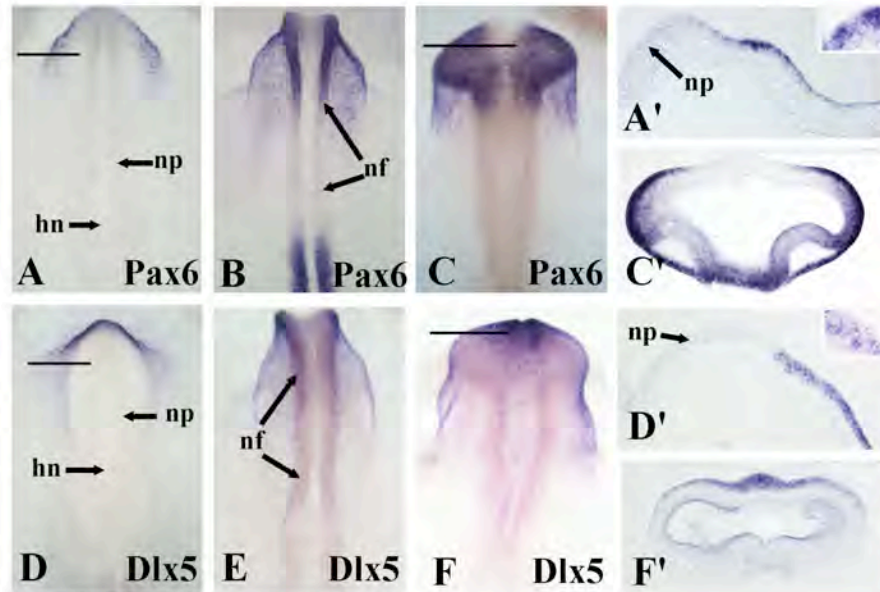 np
hn
A Pax6
nf
B Pax6
C Pax6
np
A'
C'
np
hn
D Dlx5
nf
E Dlx5
F Dlx5
np
D'
F'